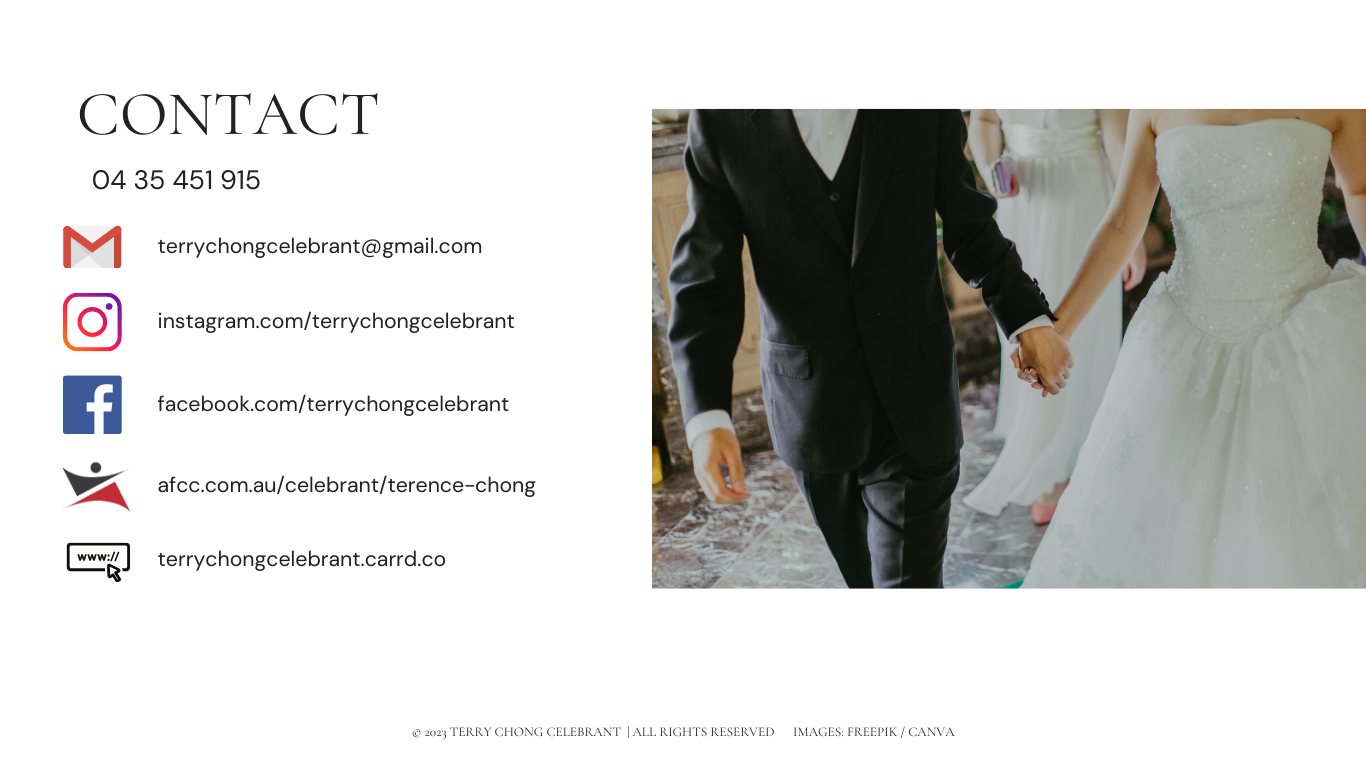 CONTACT
04 35 451 915
terrychongcelebrant@gmail.com
instagram.com/terrychongcelebrant
facebook.com/terrychongcelebrant
afcc.com.au/celebrant/terence-chong
www://
terrychongcelebrant.carrd.co
© 2023 TERRY CHONG CELEBRANT | ALL RIGHTS RESERVED IMAGES: FREEPIK / CANVA